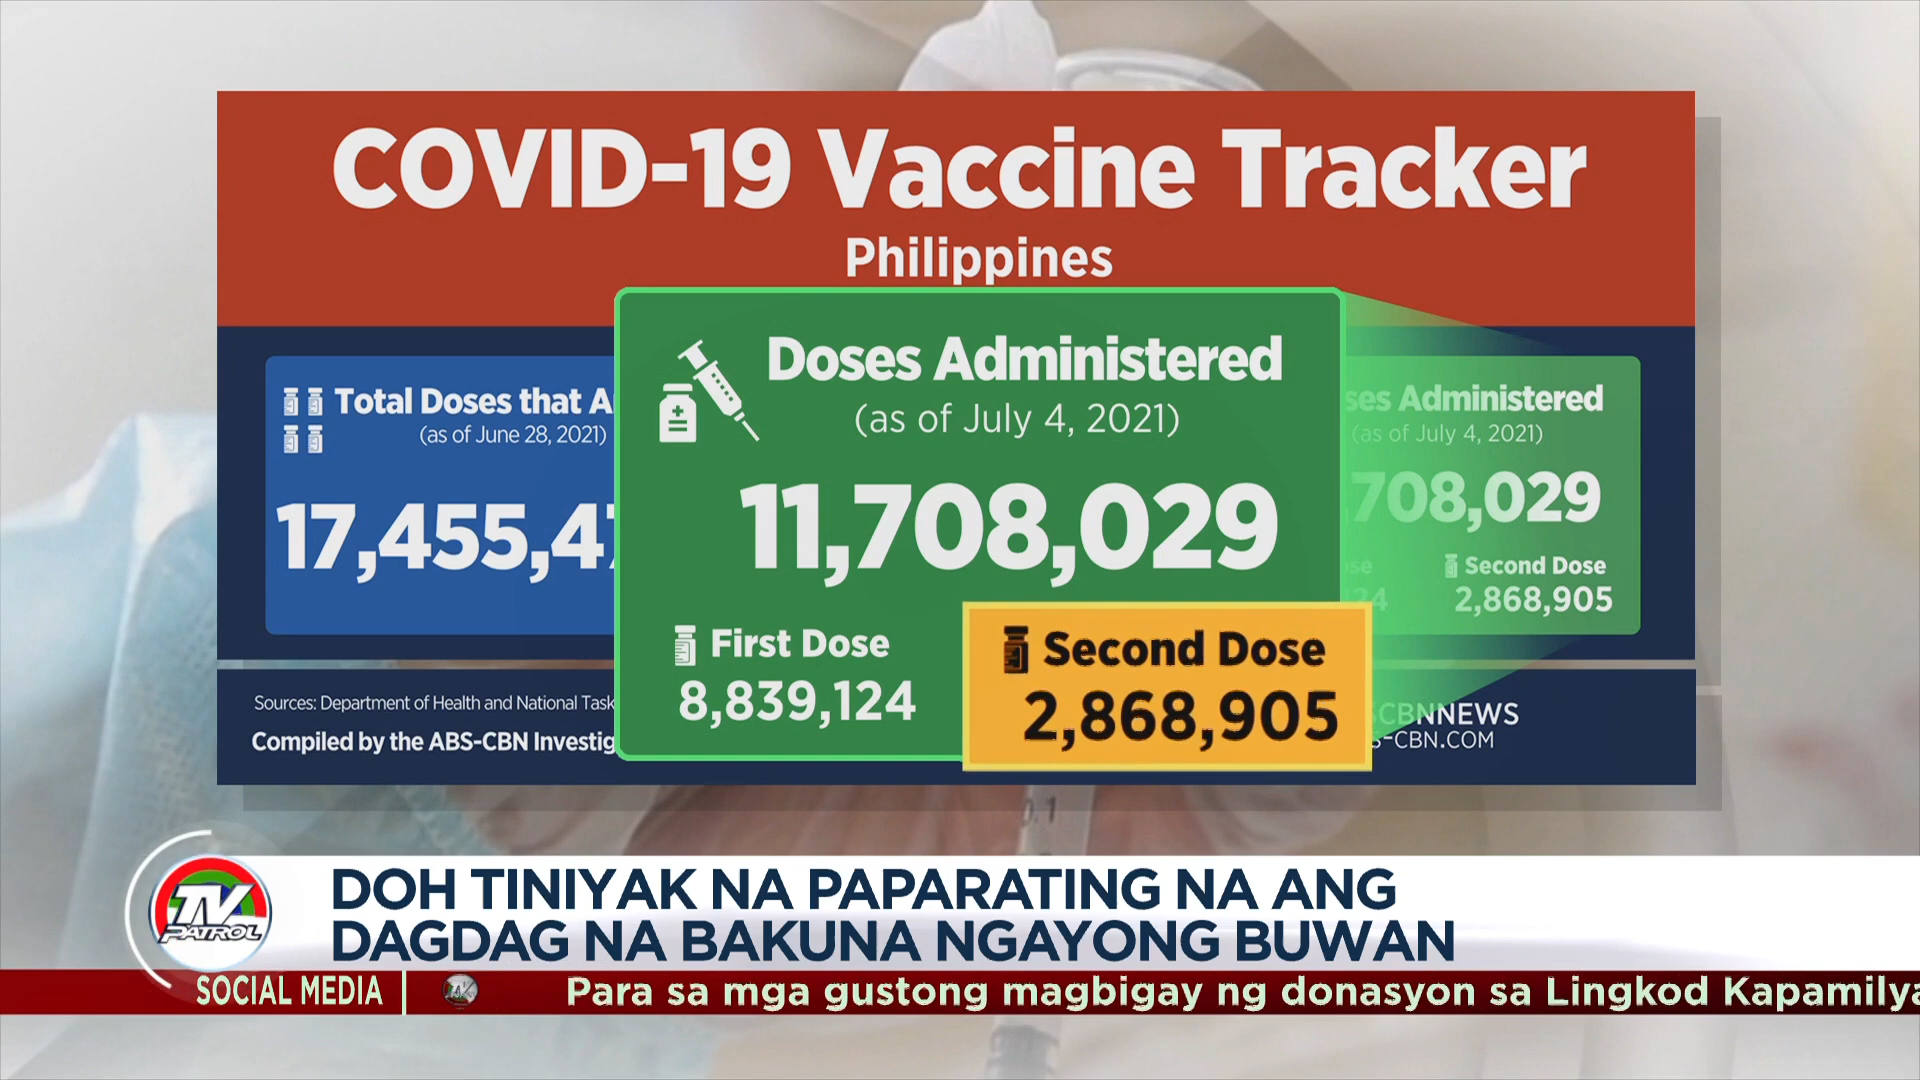 COVID-19 Vaccine Tracker
Philippines
Total Doses that
(as of June 28, 2021)
17,455,47
Doses Administered
(as of July 4, 2021)
11,708,029
First Dose
8,839,124
Second Dose
2,868,905
Administered
(as of July 4, 2021)
708,029
Second Dose
2,868,905
Sources: Department of Health and National Task
Compiled by the ABS-CBN
CBNNEWS
-CBN.COM
TV
PATROL
DOH TINIYAK NA PAPARATING NA ANG
DAGDAG NA BAKUNA NGAYONG BUWAN
SOCIAL MEDIA
Para sa mga gustong magbigay ng donasyon sa Lingkod Kapamilya
0.1